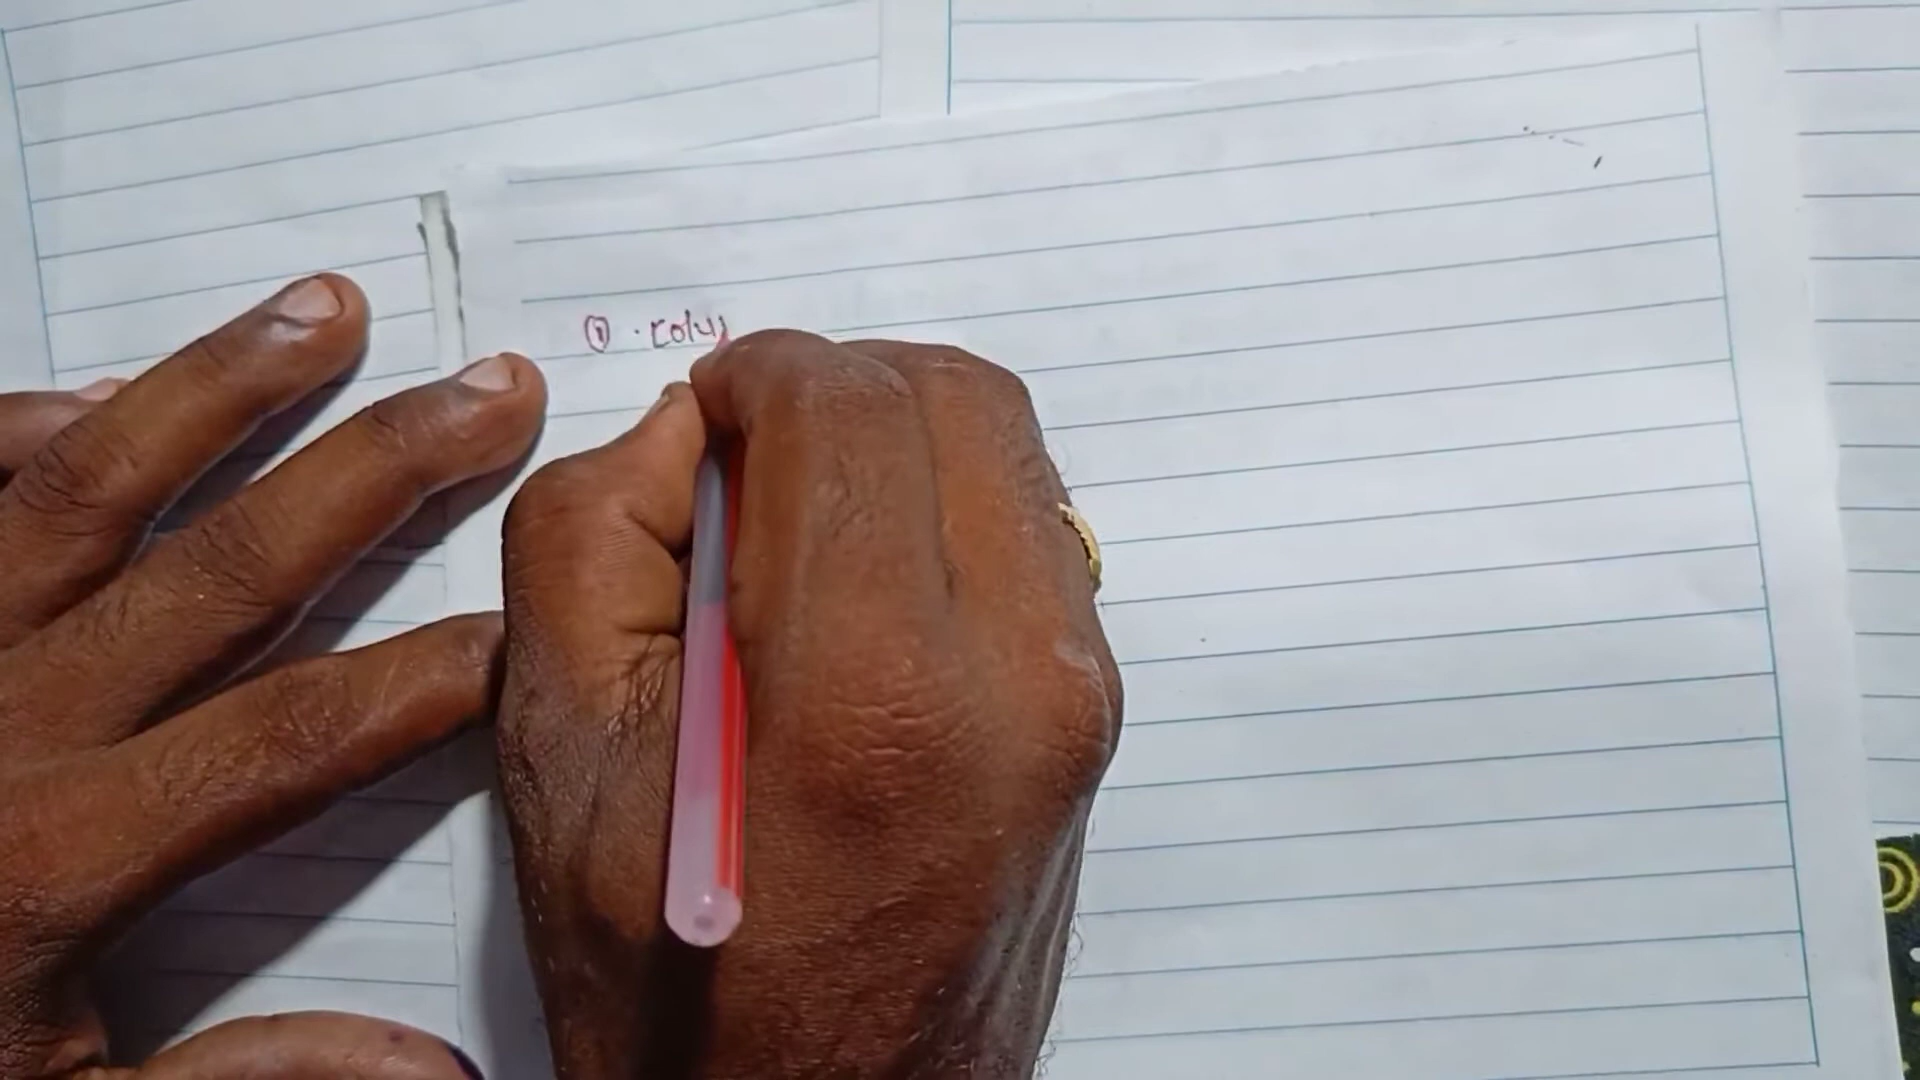 ① . Colu